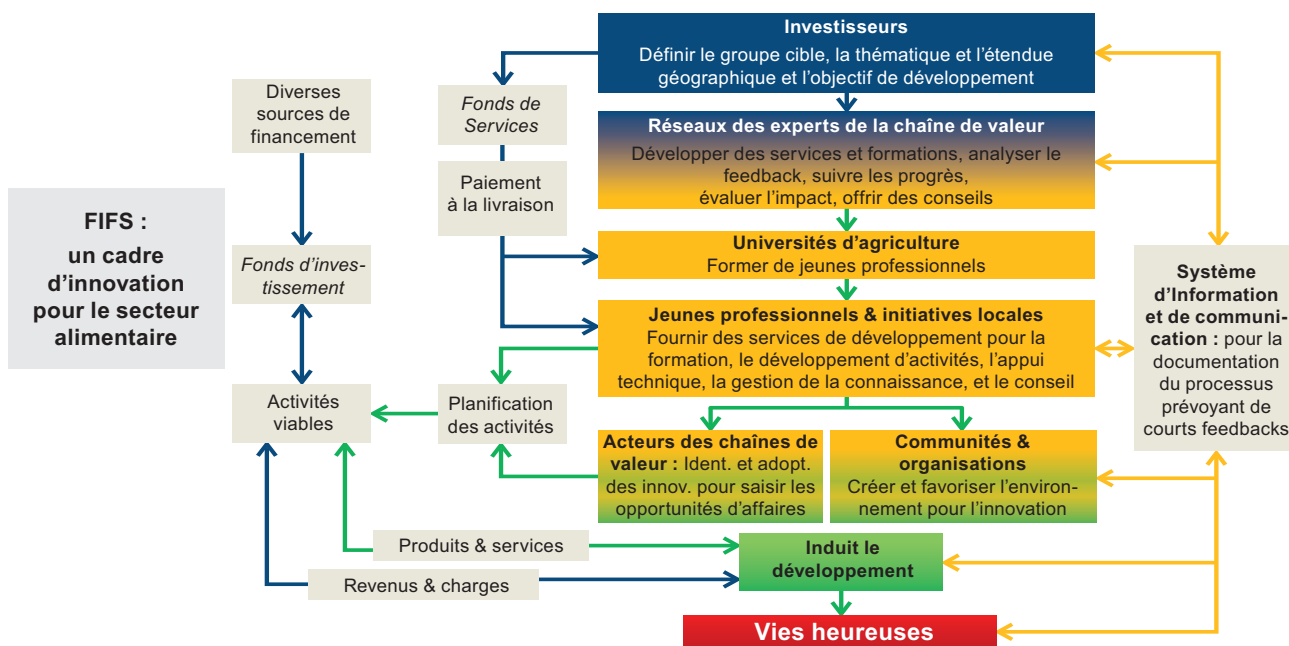 Investisseurs
Définir le groupe cible, la thématique et l'étendue
géographique et l'objectif de développement
Diverses
sources de
financement
Fonds de
Services
Réseaux des experts de la chaîne de valeur
Développer des services et formations, analyser le
feedback, suivre les progrès,
évaluer l'impact, offrir des conseils
Paiement
à la livraison
FIFS :
un cadre
d'innovation
pour le secteur
alimentaire
Fonds d'inves-
tissement
Universités d'agriculture
Former de jeunes professionnels
Système
d'Information
et de communi-
cation : pour la
documentation
du processus
prévoyant de
courts feedbacks
Jeunes professionnels & initiatives locales
Fournir des services de développement pour la
formation, le développement d'activités, l'appui
technique, la gestion de la connaissance, et le conseil
Activités
viables
Planification
des activités
Acteurs des chaînes de
valeur : Ident. et adopt.
des innov. pour saisir les
opportunités d'affaires
Communités &
organisations
Créer et favoriser l'environ-
nement pour l'innovation
Produits & services
Revenus & charges
Induit le
développement
Vies heureuses